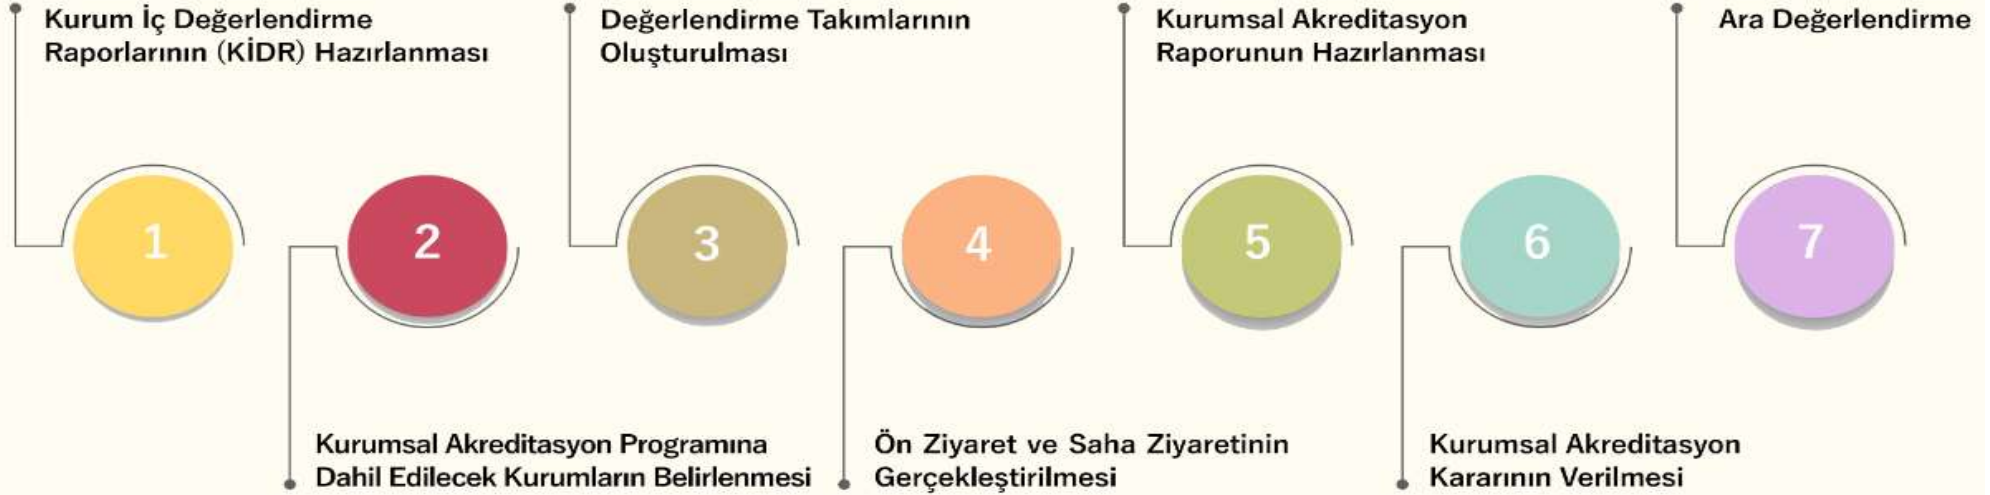 Kurum İç Değerlendirme
Raporlarının (KİDR) Hazırlanması
Değerlendirme Takımlarının
Oluşturulması
Kurumsal Akreditasyon
Raporunun Hazırlanması
Ara Değerlendirme
1
2
3
4
5
6
7
Kurumsal Akreditasyon Programına
Dahil Edilecek Kurumların Belirlenmesi
Ön Ziyaret ve Saha Ziyaretinin
Gerçekleştirilmesi
Kurumsal Akreditasyon
Kararının Verilmesi